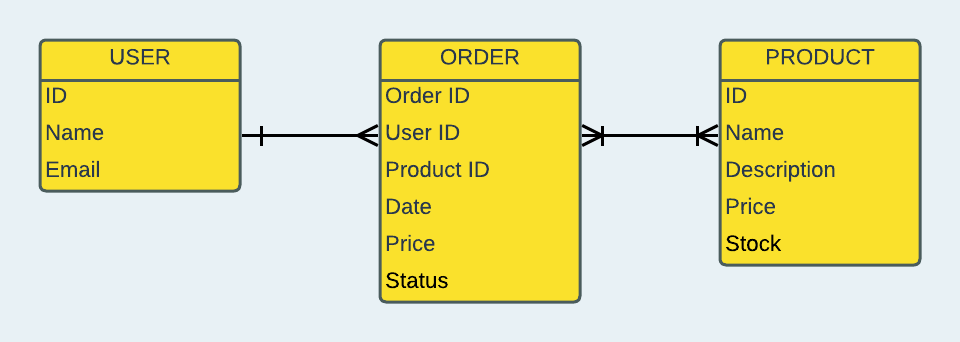 USER
ID
Name
Email
ORDER
Order ID
User ID
Product ID
Date
Price
Status
PRODUCT
ID
Name
Description
Price
Stock